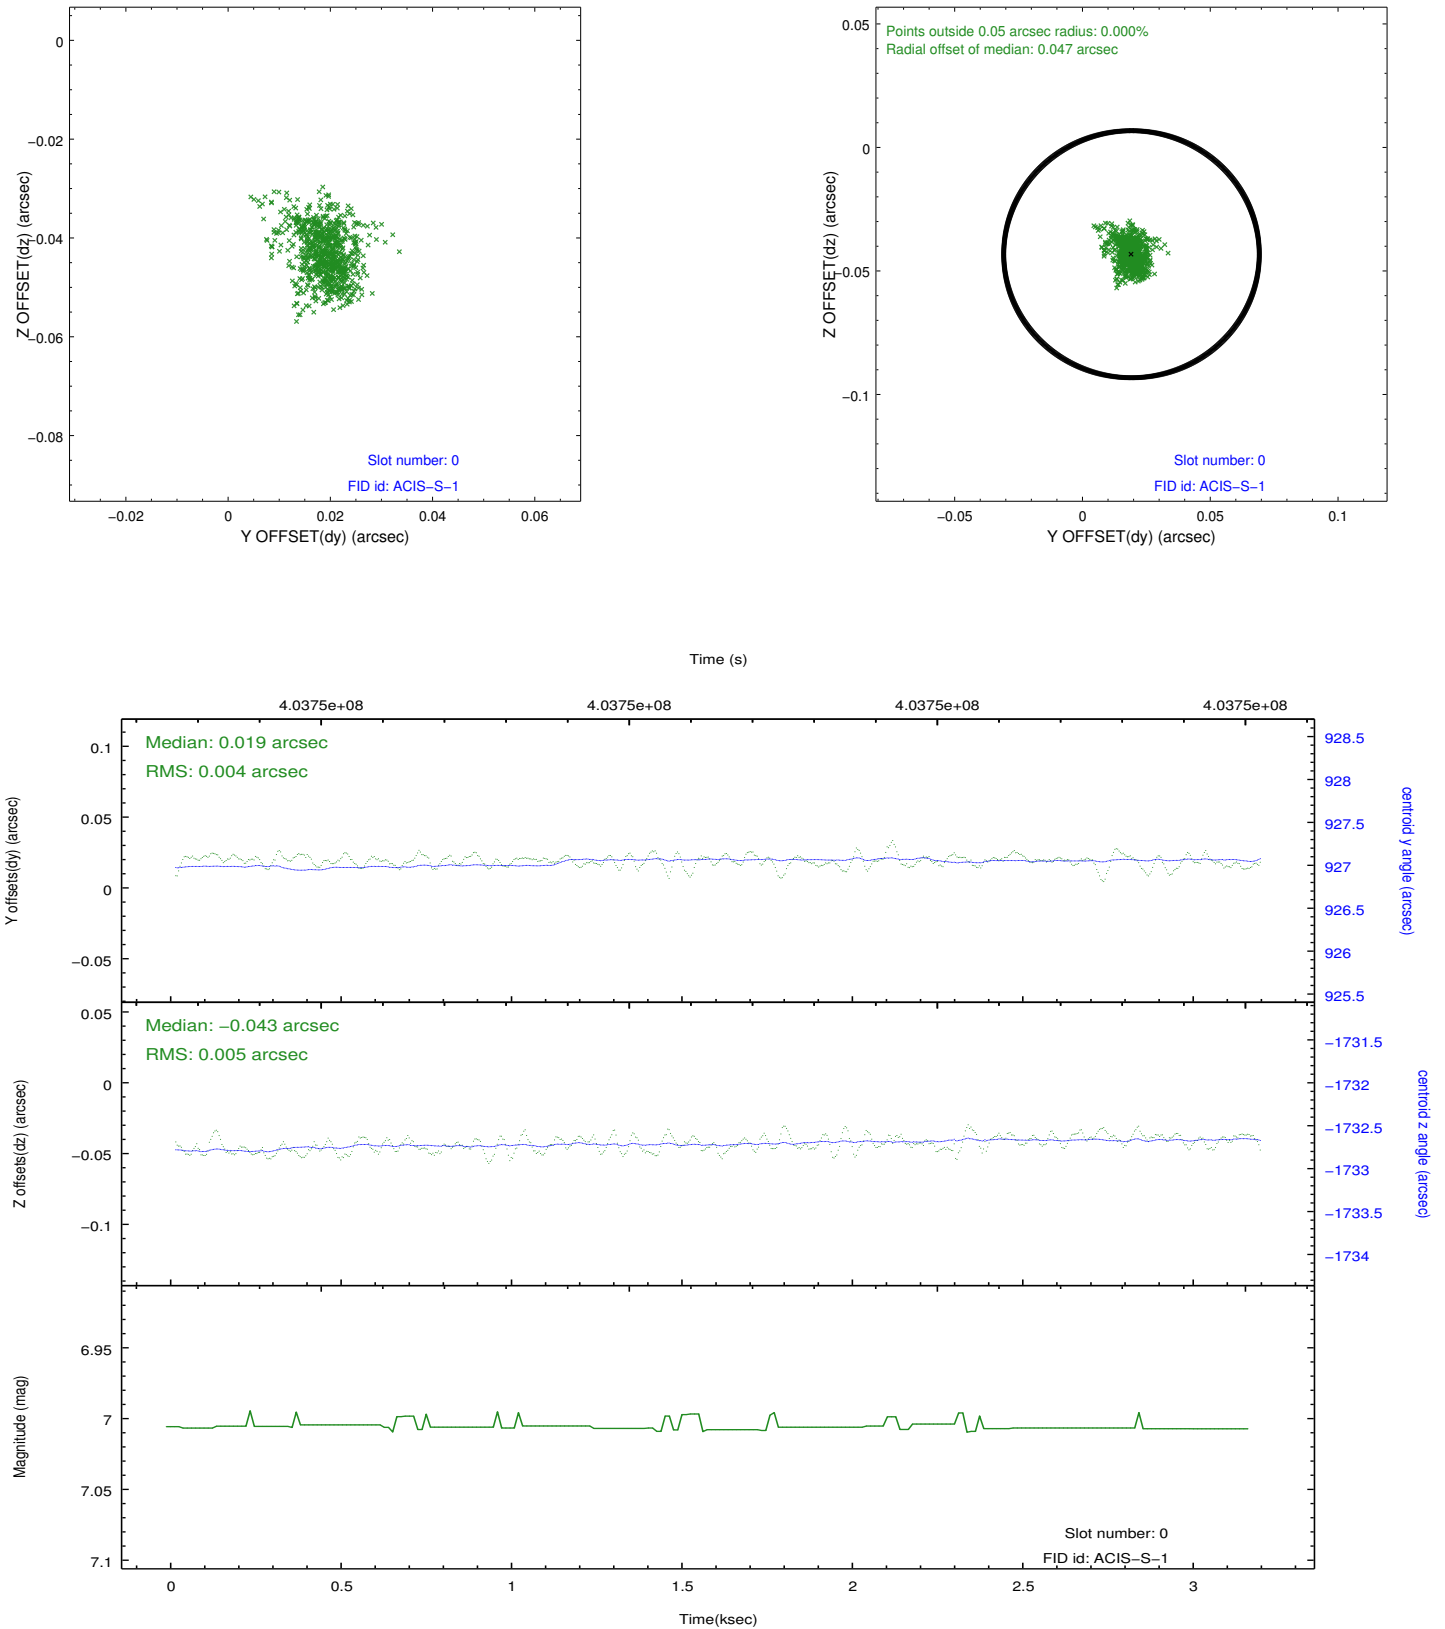 0
−0.02
−0.04
−0.06
−0.08
Z OFFSET(dz) (arcsec)
Slot number: 0
FID id: ACIS−S−1
−0.02
0
0.02
0.04
0.06
Y OFFSET(dy) (arcsec)
Points outside 0.05 arcsec radius: 0.000%
Radial offset of median: 0.047 arcsec
0.05
0
−0.05
−0.1
Z OFFSET(dz) (arcsec)
Slot number: 0
FID id: ACIS−S−1
−0.05
0
0.05
0.1
Y OFFSET(dy) (arcsec)
Time (s)
4.0375e+08
4.0375e+08
4.0375e+08
4.0375e+08
Median: 0.019 arcsec
RMS: 0.004 arcsec
0.1
0.05
0
−0.05
Y offsets(dy) (arcsec)
928.5
928
927.5
927
926.5
926
925.5
centroid y angle (arcsec)
Median: −0.043 arcsec
RMS: 0.005 arcsec
0.05
0
−0.05
−0.1
Z offsets(dz) (arcsec)
−1731.5
−1732
−1732.5
−1733
−1733.5
−1734
centroid z angle (arcsec)
6.95
7
7.05
7.1
Magnitude (mag)
Slot number: 0
FID id: ACIS−S−1
0
0.5
1
1.5
2
2.5
3
Time(ksec)